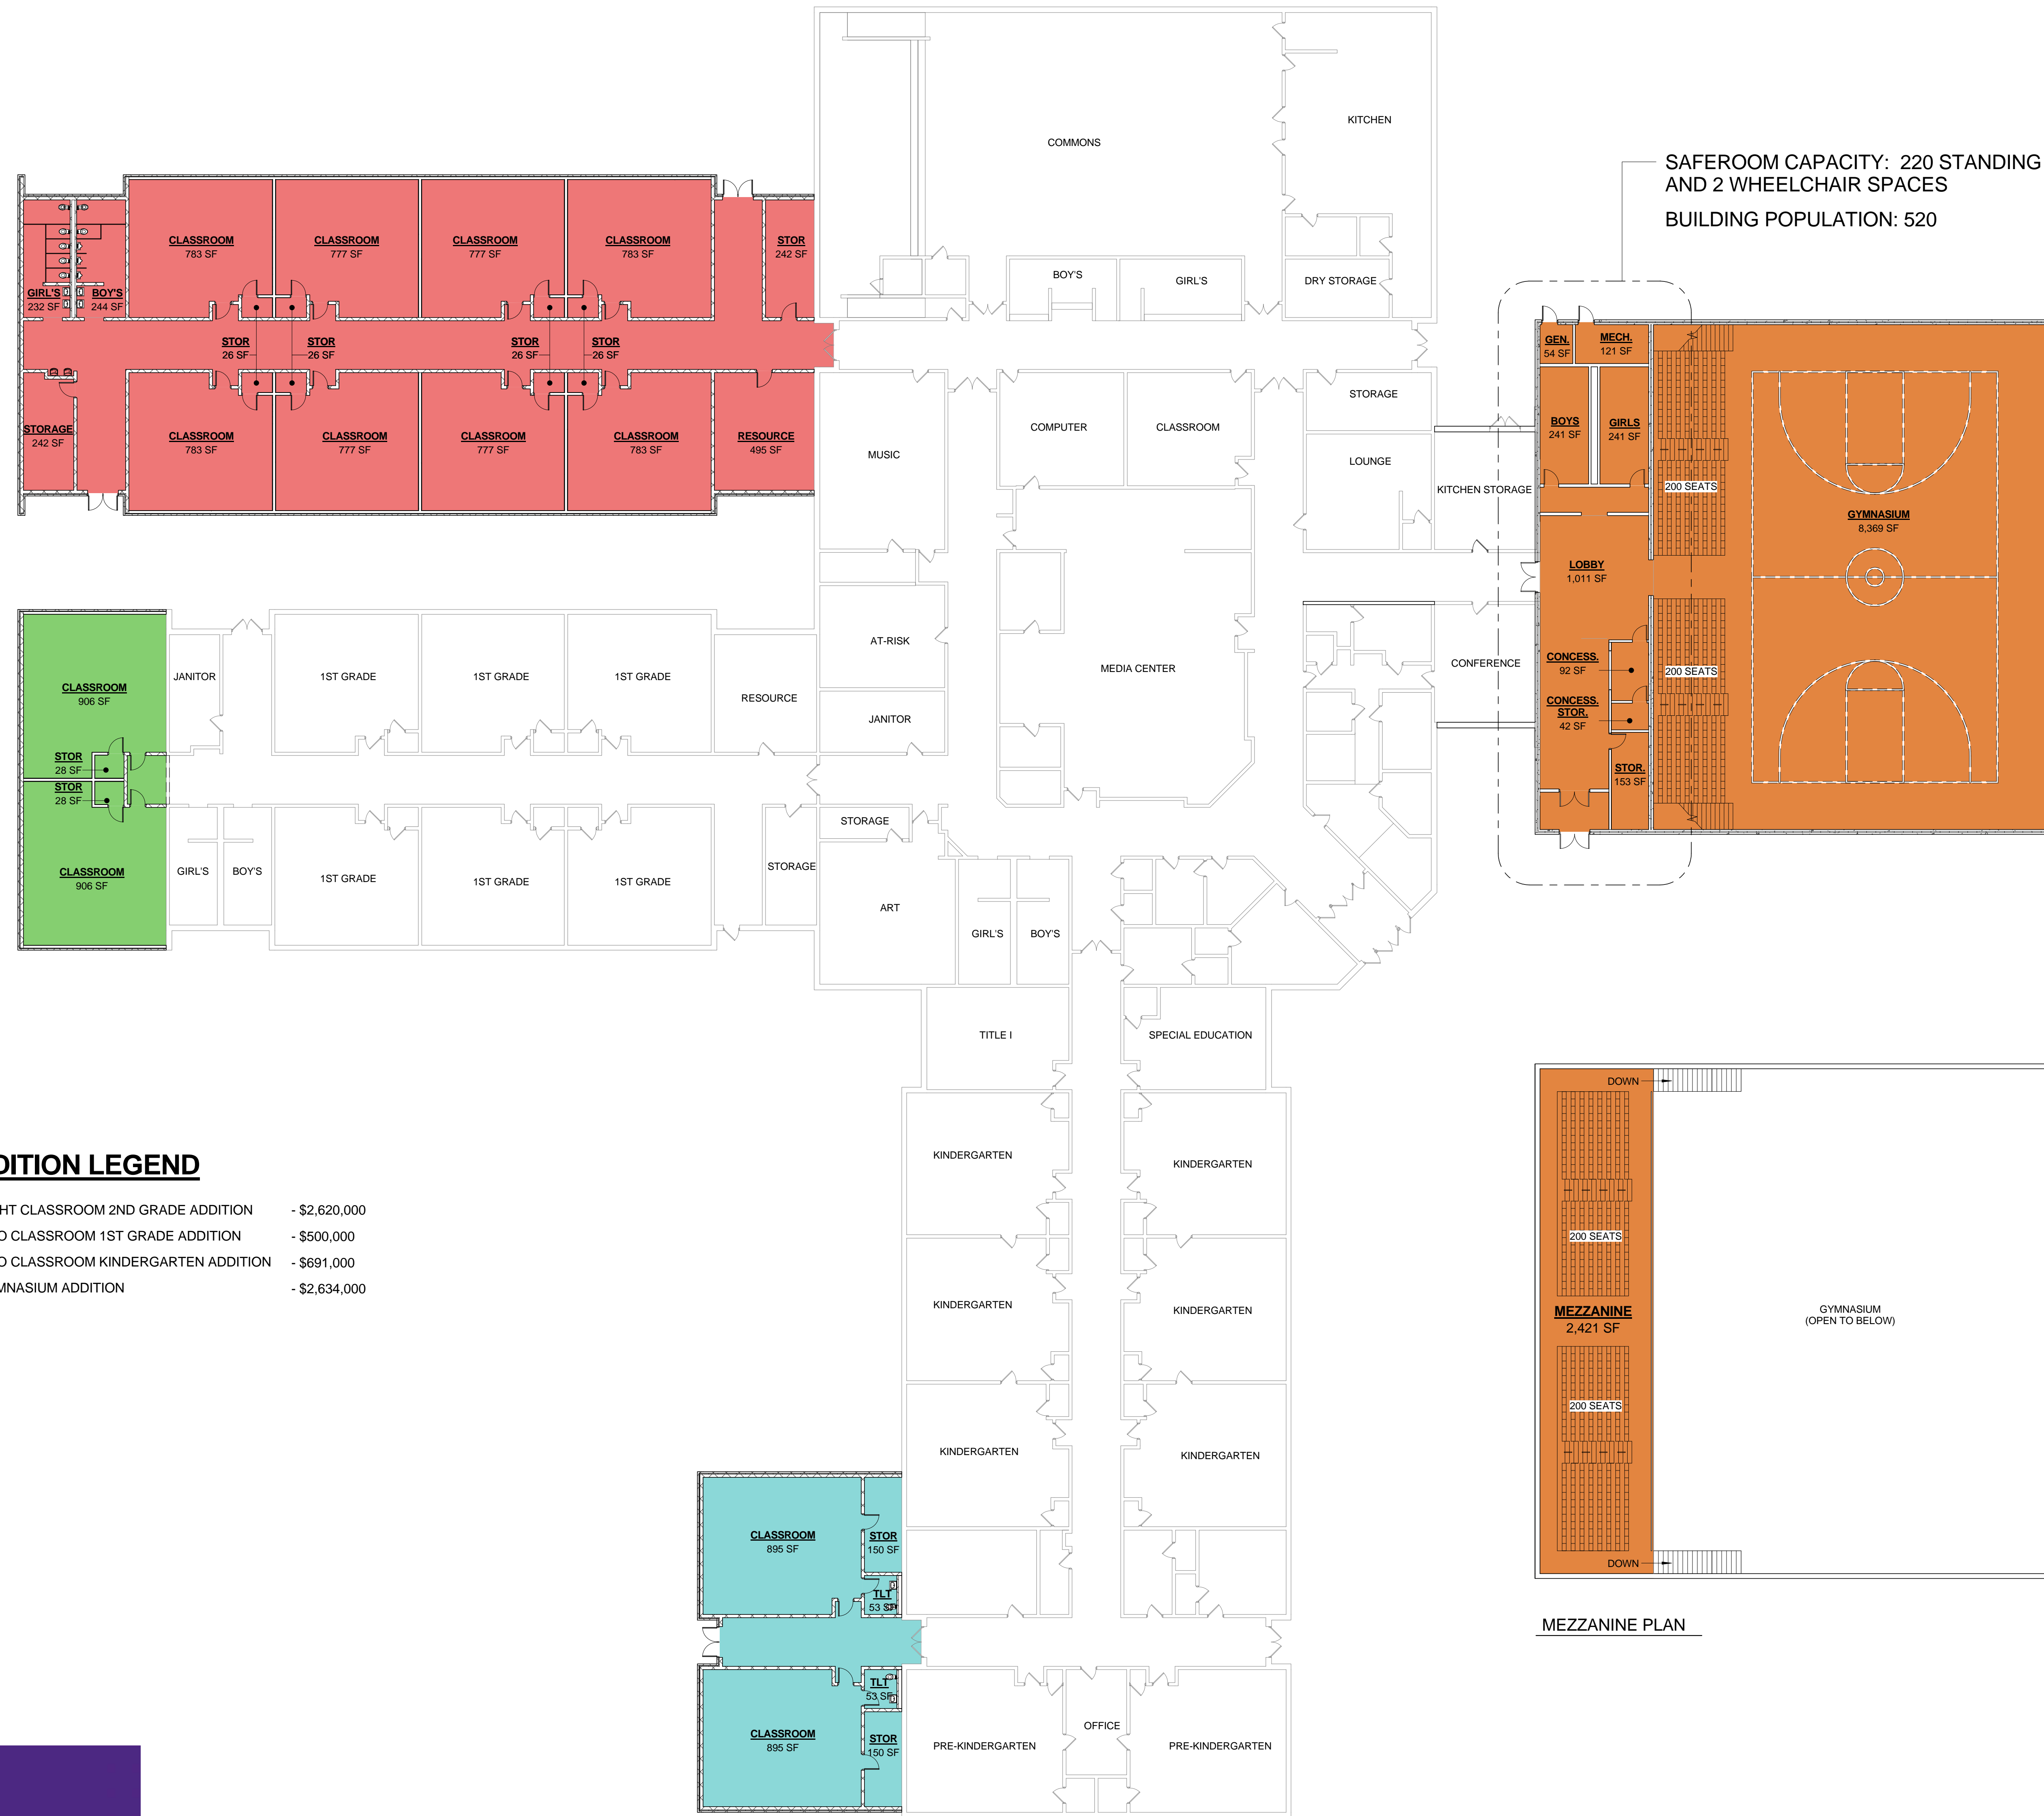 COMMONS
KITCHEN
SAFEROOM CAPACITY: 220 STANDING
AND 2 WHEELCHAIR SPACES
BUILDING POPULATION: 520
CLASSROOM
783 SF
CLASSROOM
777 SF
CLASSROOM
777 SF
CLASSROOM
783 SF
STOR
242 SF
GIRL'S
232 SF
BOY'S
244 SF
BOY'S
GIRL'S
DRY STORAGE
STOR
26 SF
STOR
26 SF
STOR
26 SF
STOR
26 SF
GEN.
54 SF
MECH.
121 SF
STORAGE
242 SF
CLASSROOM
783 SF
CLASSROOM
777 SF
CLASSROOM
777 SF
CLASSROOM
783 SF
RESOURCE
495 SF
MUSIC
COMPUTER
CLASSROOM
STORAGE
LOUNGE
KITCHEN STORAGE
BOYS
241 SF
GIRLS
241 SF
200 SEATS
GYMNASIUM
8,369 SF
LOBBY
1,011 SF
CLASSROOM
906 SF
JANITOR
1ST GRADE
1ST GRADE
1ST GRADE
RESOURCE
AT-RISK
JANITOR
MEDIA CENTER
CONFERENCE
CONCESS.
92 SF
200 SEATS
CONCESS.
STOR.
42 SF
STOR.
153 SF
STOR
28 SF
STOR
28 SF
CLASSROOM
906 SF
GIRL'S
BOY'S
1ST GRADE
1ST GRADE
1ST GRADE
STORAGE
STORAGE
ART
GIRL'S
BOY'S
TITLE I
SPECIAL EDUCATION
KINDERGARTEN
KINDERGARTEN
KINDERGARTEN
KINDERGARTEN
KINDERGARTEN
KINDERGARTEN
DITION LEGEND
HT CLASSROOM 2ND GRADE ADDITION - $2,620,000
O CLASSROOM 1ST GRADE ADDITION - $500,000
O CLASSROOM KINDERGARTEN ADDITION - $691,000
MNASIUM ADDITION - $2,634,000
DOWN
200 SEATS
MEZZANINE
2,421 SF
GYMNASIUM
(OPEN TO BELOW)
200 SEATS
DOWN
MEZZANINE PLAN
CLASSROOM
895 SF
STOR
150 SF
TLT
53 SF
TLT
53 SF
CLASSROOM
895 SF
STOR
150 SF
PRE-KINDERGARTEN
OFFICE
PRE-KINDERGARTEN